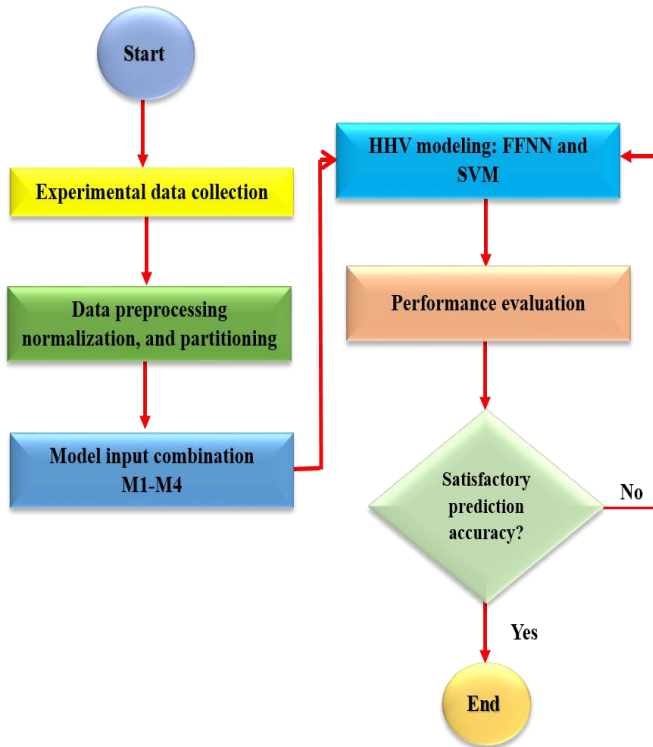 Start
Experimental data collection
Data preprocessing
normalization, and partitioning
Model input combination
M1-M4
HHV modeling: FFNN and
SVM
Performance evaluation
Satisfactory
prediction
accuracy?
No
Yes
End